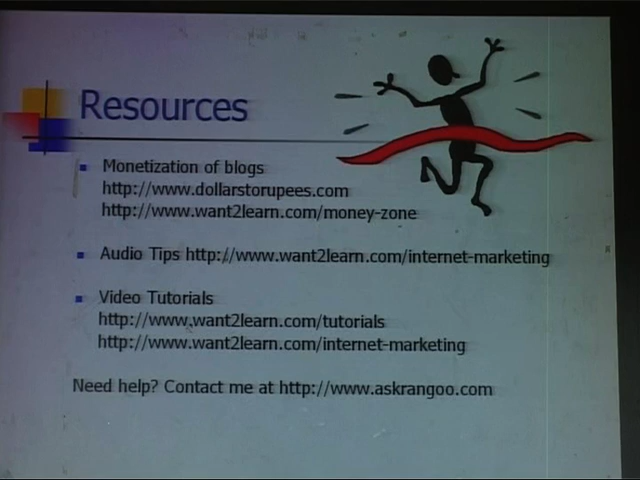 Resources
Monetization of blogs
http://www.dollarstorupees.com
http://www.want2learn.com/money-zone
Audio Tips http://www.want2learn.com/internet-marketing
Video Tutorials
http://www.want2learn.com/tutorials
http://www.want2learn.com/internet-marketing
Need help? Contact me at http://www.askrangoo.com